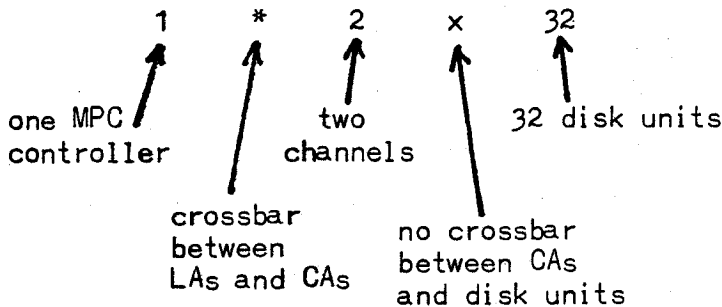 1 * 2 x 32
one MPC
controller
two
channels
32 disk units
crossbar
between
LAs and CAs
no crossbar
between CAs
and disk units